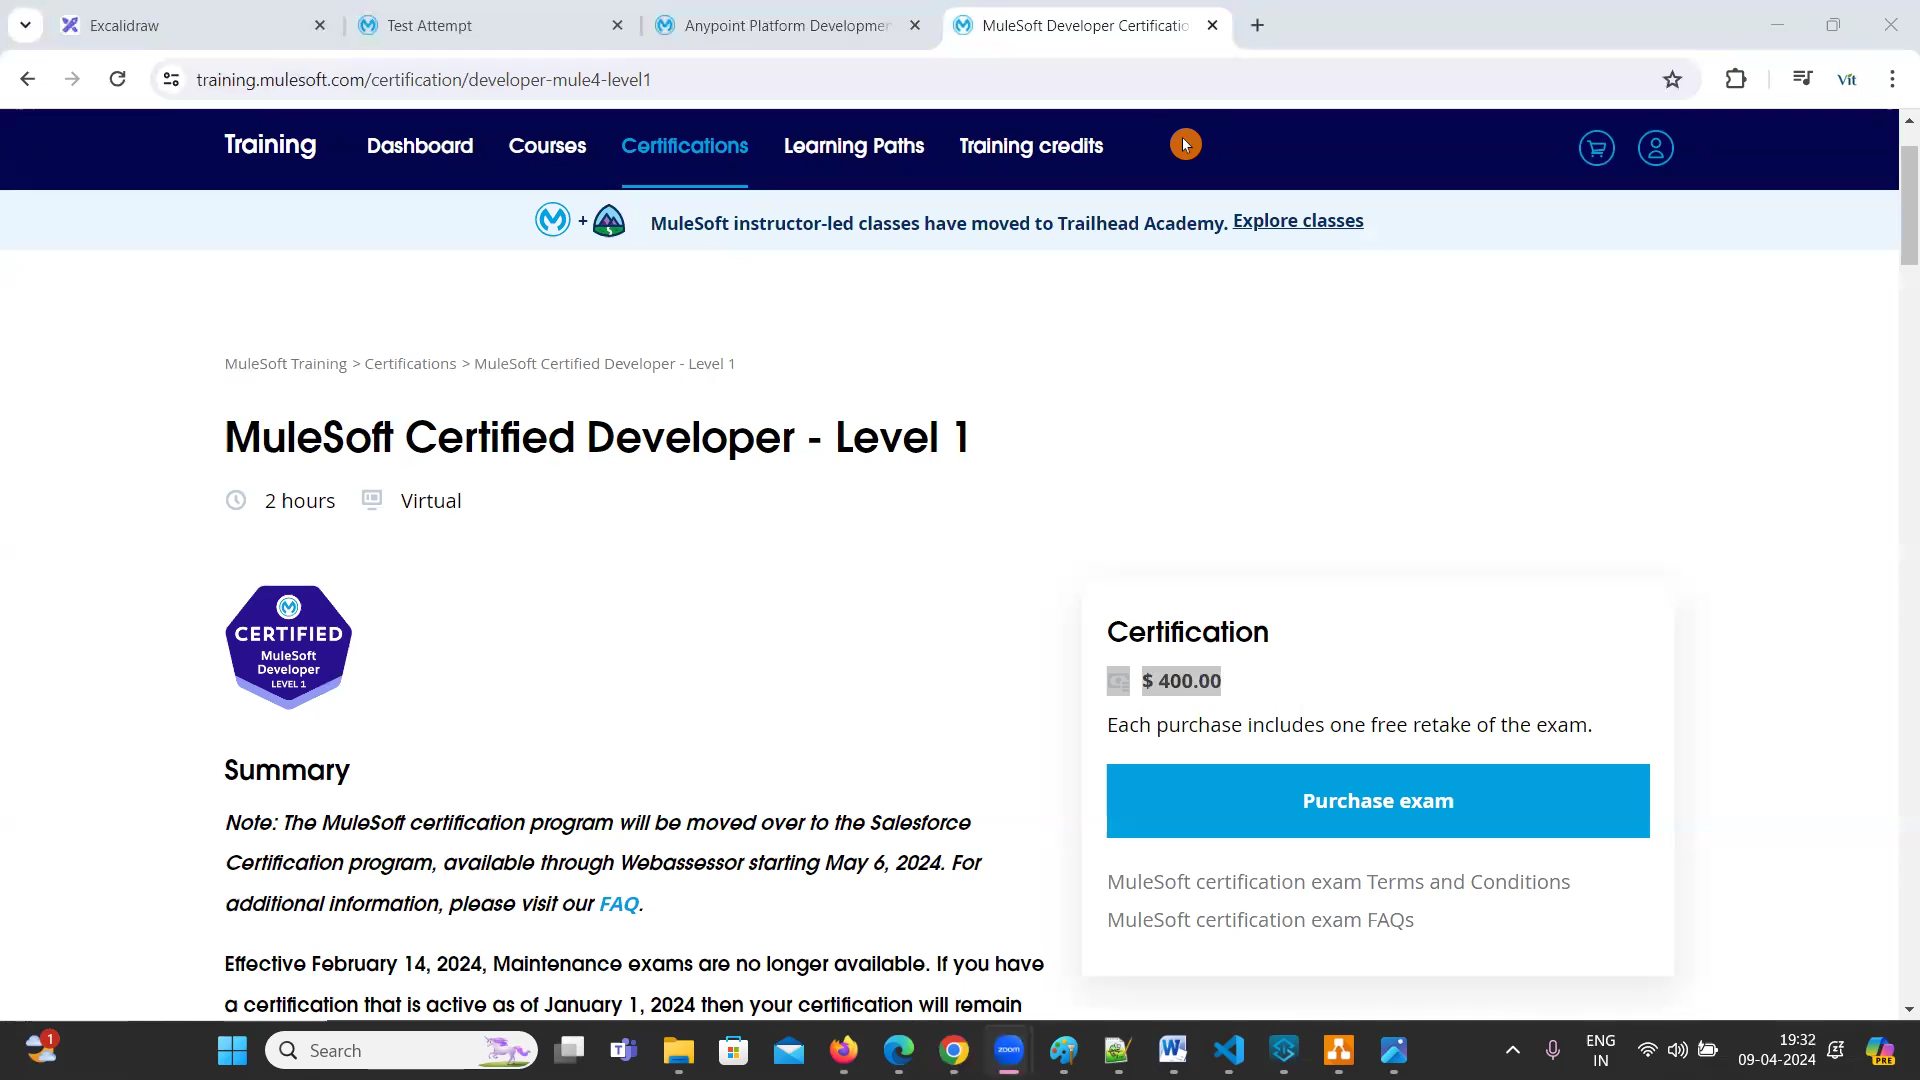 Excalidraw
Test Attempt
Anypoint Platform Developmen
MuleSoft Developer Certificatio
training.mulesoft.com/certification/developer-mule4-level1
Vit
Training
Dashboard
Courses
Certifications
Learning Paths
Training credits
+
MuleSoft instructor-led classes have moved to Trailhead Academy. Explore classes
MuleSoft Training > Certifications > MuleSoft Certified Developer - Level 1
MuleSoft Certified Developer - Level 1
2 hours
Virtual
CERTIFIED
MuleSoft
Developer
LEVEL 1
Certification
$ 400.00
Each purchase includes one free retake of the exam.
Purchase exam
MuleSoft certification exam Terms and Conditions
MuleSoft certification exam FAQs
Summary
Note: The MuleSoft certification program will be moved over to the Salesforce
Certification program, available through Webassessor starting May 6, 2024. For
additional information, please visit our FAQ.
Effective February 14, 2024, Maintenance exams are no longer available. If you have
a certification that is active as of January 1, 2024 then your certification will remain
1
Search
zoom
ENG
IN
19:32
09-04-2024
PRE